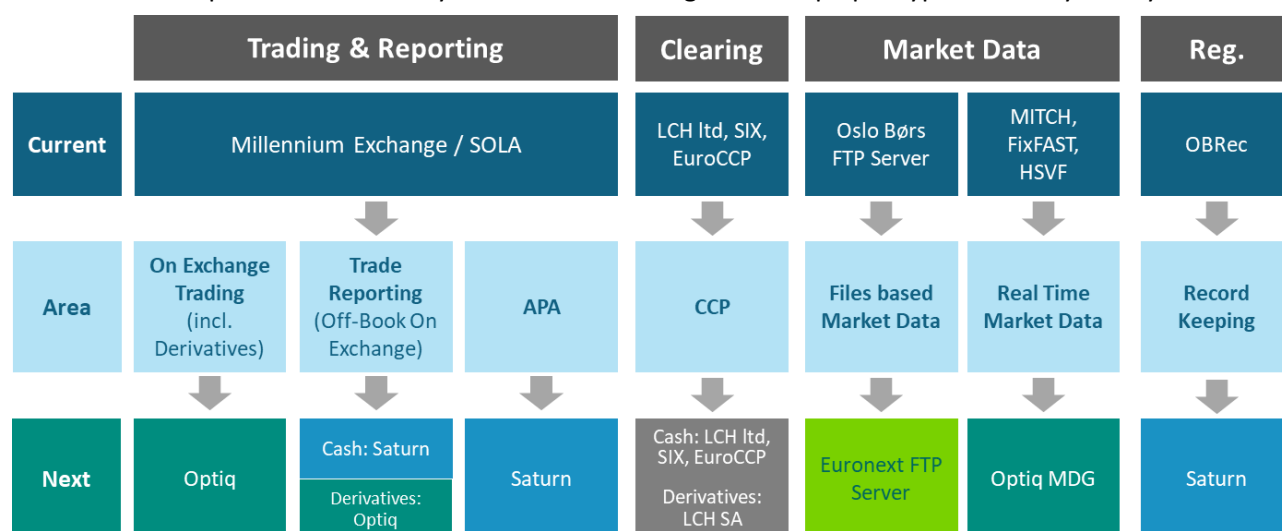 Trading & Reporting
Clearing
Market Data
Reg.
Current
Millennium Exchange / SOLA
LCH ltd, SIX,
EuroCCP
Oslo Børs
FTP Server
MITCH,
FixFAST,
HSVF
OBRec
Area
On Exchange
Trading
(incl.
Derivatives)
Trade
Reporting
(Off-Book On
Exchange)
APA
CCP
Files based
Market Data
Real Time
Market Data
Record
Keeping
Next
Optiq
Cash: Saturn
Derivatives:
Optiq
Saturn
Cash: LCH ltd,
SIX, EuroCCP
Derivatives:
LCH SA
Euronext FTP
Server
Optiq MDG
Saturn